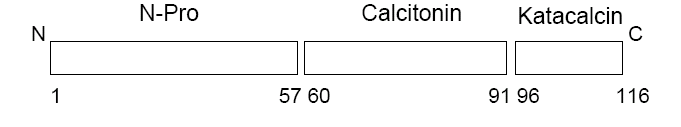 N-Pro Calcitonin Katacalcin
N C
1 57 60 91 96 116